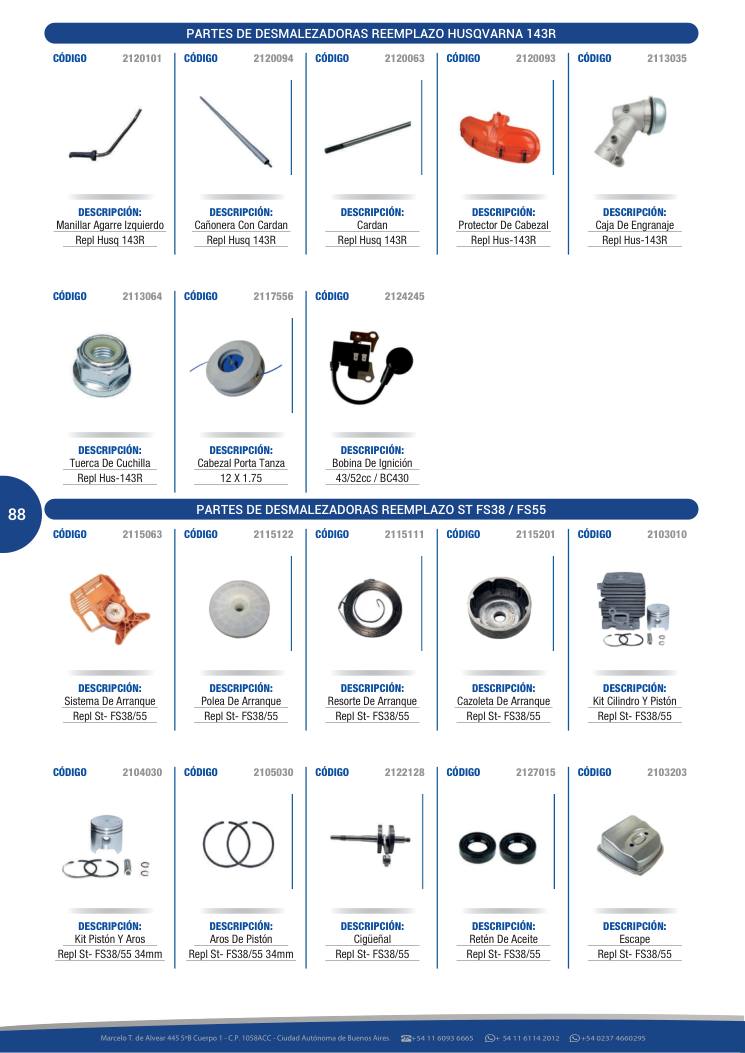 PARTES DE DESMALEZADORAS REEMPLAZO HUSQVARNA 143R
CÓDIGO 2120101
DESCRIPCIÓN:
Manillar Agarre Izquierdo
Repl Husq 143R
CÓDIGO 2120094
DESCRIPCIÓN:
Cañonera Con Cardan
Repl Husq 143R
CÓDIGO 2120063
DESCRIPCIÓN:
Cardan
Repl Husq 143R
CÓDIGO 2120093
DESCRIPCIÓN:
Protector De Cabezal
Repl Hus-143R
CÓDIGO 2113035
DESCRIPCIÓN:
Caja De Engranaje
Repl Hus-143R
CÓDIGO 2113064
DESCRIPCIÓN:
Tuerca De Cuchilla
Repl Hus-143R
CÓDIGO 2117556
DESCRIPCIÓN:
Cabezal Porta Tanza
12 X 1.75
CÓDIGO 2124245
DESCRIPCIÓN:
Bobina De Ignición
43/52cc / BC430
88
PARTES DE DESMALEZADORAS REEMPLAZO ST FS38 / FS55
CÓDIGO 2115063
DESCRIPCIÓN:
Sistema De Arranque
Repl St- FS38/55
CÓDIGO 2115122
DESCRIPCIÓN:
Polea De Arranque
Repl St- FS38/55
CÓDIGO 2115111
DESCRIPCIÓN:
Resorte De Arranque
Repl St- FS38/55
CÓDIGO 2115201
DESCRIPCIÓN:
Cazoleta De Arranque
Repl St- FS38/55
CÓDIGO 2103010
DESCRIPCIÓN:
Kit Cilindro Y Pistón
Repl St- FS38/55
CÓDIGO 2104030
DESCRIPCIÓN:
Kit Pistón Y Aros
Repl St- FS38/55 34mm
CÓDIGO 2105030
DESCRIPCIÓN:
Aros De Pistón
Repl St- FS38/55 34mm
CÓDIGO 2122128
DESCRIPCIÓN:
Cigüeñal
Repl St- FS38/55
CÓDIGO 2127015
DESCRIPCIÓN:
Retén De Aceite
Repl St- FS38/55
CÓDIGO 2103203
DESCRIPCIÓN:
Escape
Repl St- FS38/55
Marcelo T. de Alvear 445 5ºB Cuerpo 1 - C.P. 1058ACC - Ciudad Autónoma de Buenos Aires. +54 11 6093 6665 + 54 11 6114 2012 +54 0237 4660295